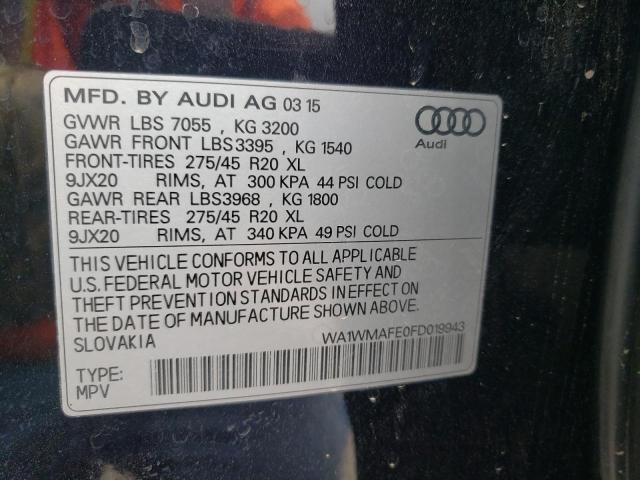 MFD. BY AUDI AG 03 15
GVWR LBS 7055 , KG 3200
GAWR FRONT LBS3395 , KG 1540
FRONT-TIRES 275/45 R20 XL
9JX20 RIMS, AT 300 KPA 44 PSI COLD
GAWR REAR LBS3968 , KG 1800
REAR-TIRES 275/45 R20 XL
9JX20 RIMS, AT 340 KPA 49 PSI COLD
Audi
THIS VEHICLE CONFORMS TO ALL APPLICABLE
U.S. FEDERAL MOTOR VEHICLE SAFETY AND
THEFT PREVENTION STANDARDS IN EFFECT ON
THE DATE OF MANUFACTURE SHOWN ABOVE.
SLOVAKIA
WA1WMAFE0FD019943
TYPE:
MPV